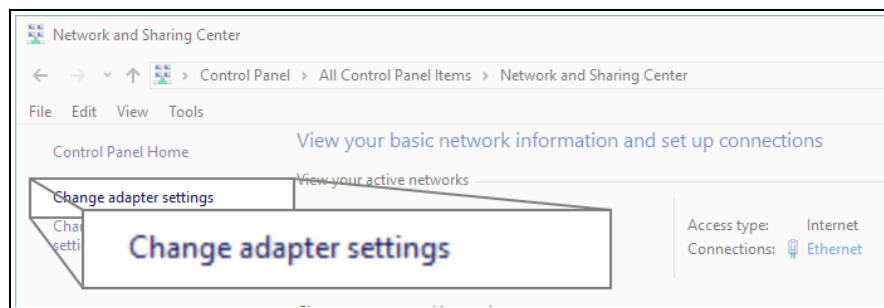 Network and Sharing Center
Control Panel > All Control Panel Items > Network and Sharing Center
File Edit View Tools
View your basic network information and set up connections
Control Panel Home
View your active networks
Change adapter settings
Change adapter settings
Access type: Internet
Connections: Ethernet